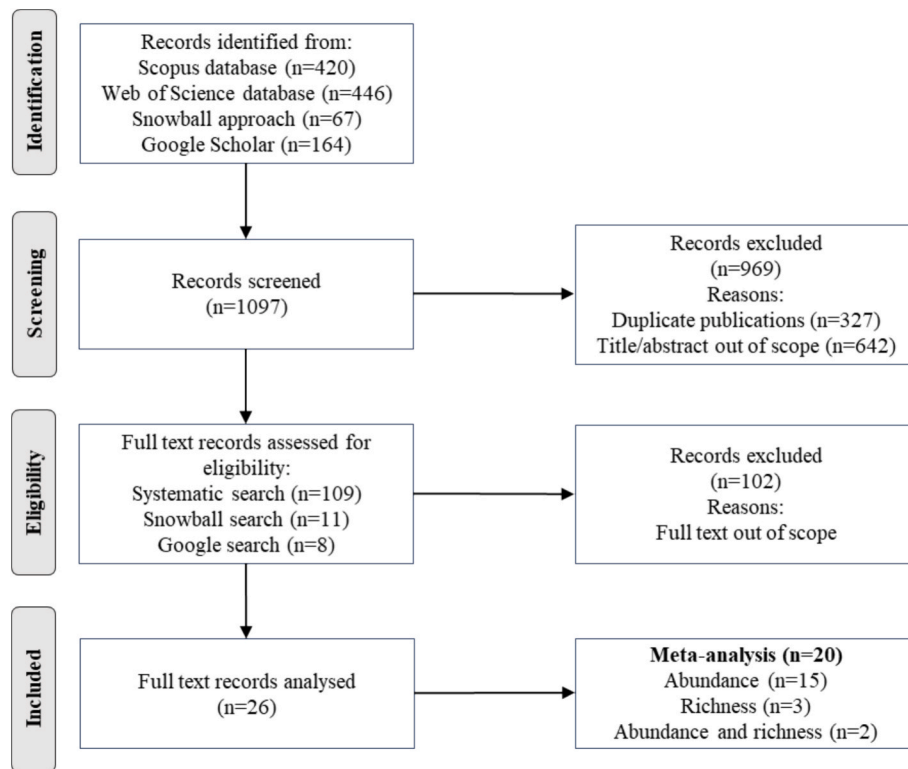 Identification
Records identified from:
Scopus database (n=420)
Web of Science database (n=446)
Snowball approach (n=67)
Google Scholar (n=164)
Screening
Records screened
(n=1097)
Records excluded
(n=969)
Reasons:
Duplicate publications (n=327)
Title/abstract out of scope (n=642)
Eligibility
Full text records assessed for
eligibility:
Systematic search (n=109)
Snowball search (n=11)
Google search (n=8)
Records excluded
(n=102)
Reasons:
Full text out of scope
Included
Full text records analysed
(n=26)
Meta-analysis (n=20)
Abundance (n=15)
Richness (n=3)
Abundance and richness (n=2)